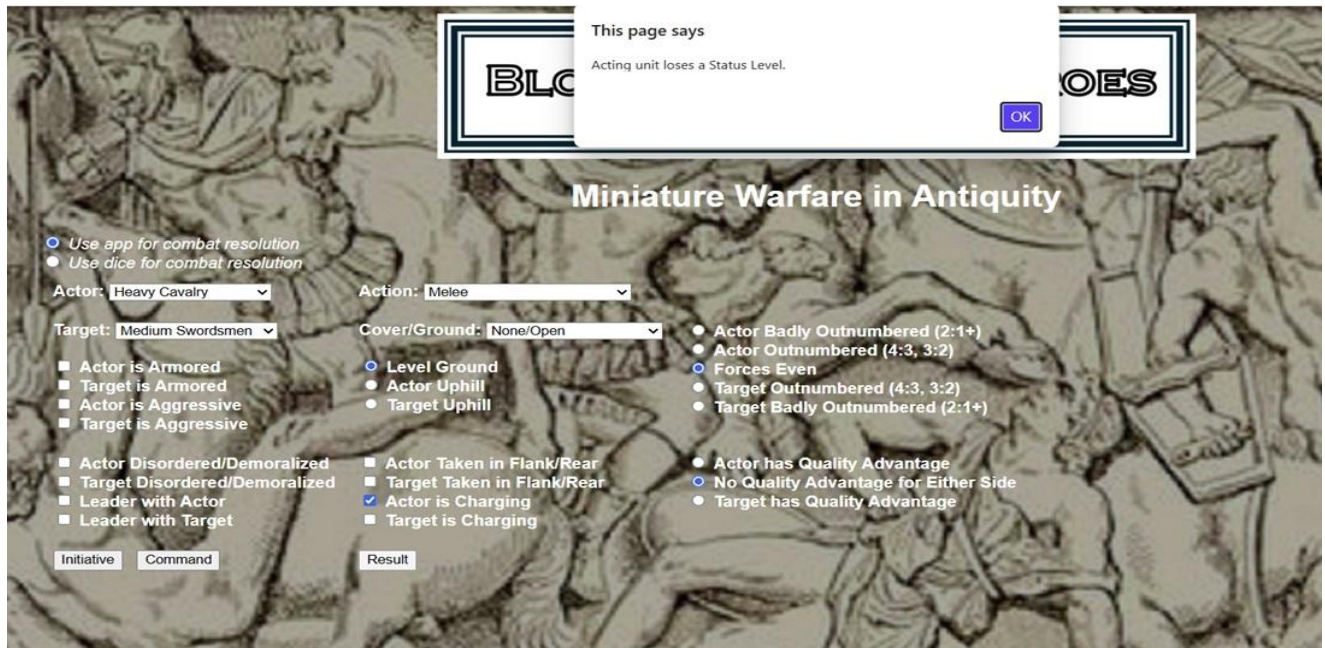 This page says
Acting unit loses a Status Level.
OK
BLO
OES
Miniature Warfare in Antiquity
Use app for combat resolution
Use dice for combat resolution
Actor: Heavy Cavalry
Action: Melee
Target: Medium Swordsmen
Cover/Ground: None/Open
Actor is Armored
Target is Armored
Actor is Aggressive
Target is Aggressive
Level Ground
Actor Uphill
Target Uphill
Actor Badly Outnumbered (2:1+)
Actor Outnumbered (4:3, 3:2)
Forces Even
Target Outnumbered (4:3, 3:2)
Target Badly Outnumbered (2:1+)
Actor Disordered/Demoralized
Target Disordered/Demoralized
Leader with Actor
Leader with Target
Actor Taken in Flank/Rear
Target Taken in Flank/Rear
Actor is Charging
Target is Charging
Actor has Quality Advantage
No Quality Advantage for Either Side
Target has Quality Advantage
Initiative
Command
Result